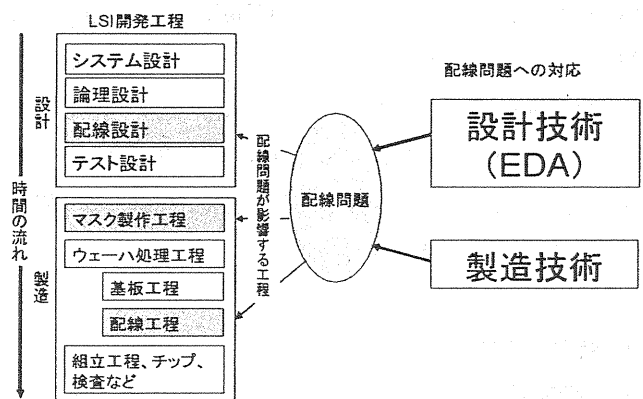 LSI開発工程
時間の流れ
設計
システム設計
論理設計
配線設計
テスト設計
製造
マスク製作工程
ウェーハ処理工程
基板工程
配線工程
組立工程、チップ、
検査など
配線問題が影響する工程
配線問題
配線問題への対応
設計技術
(EDA)
製造技術